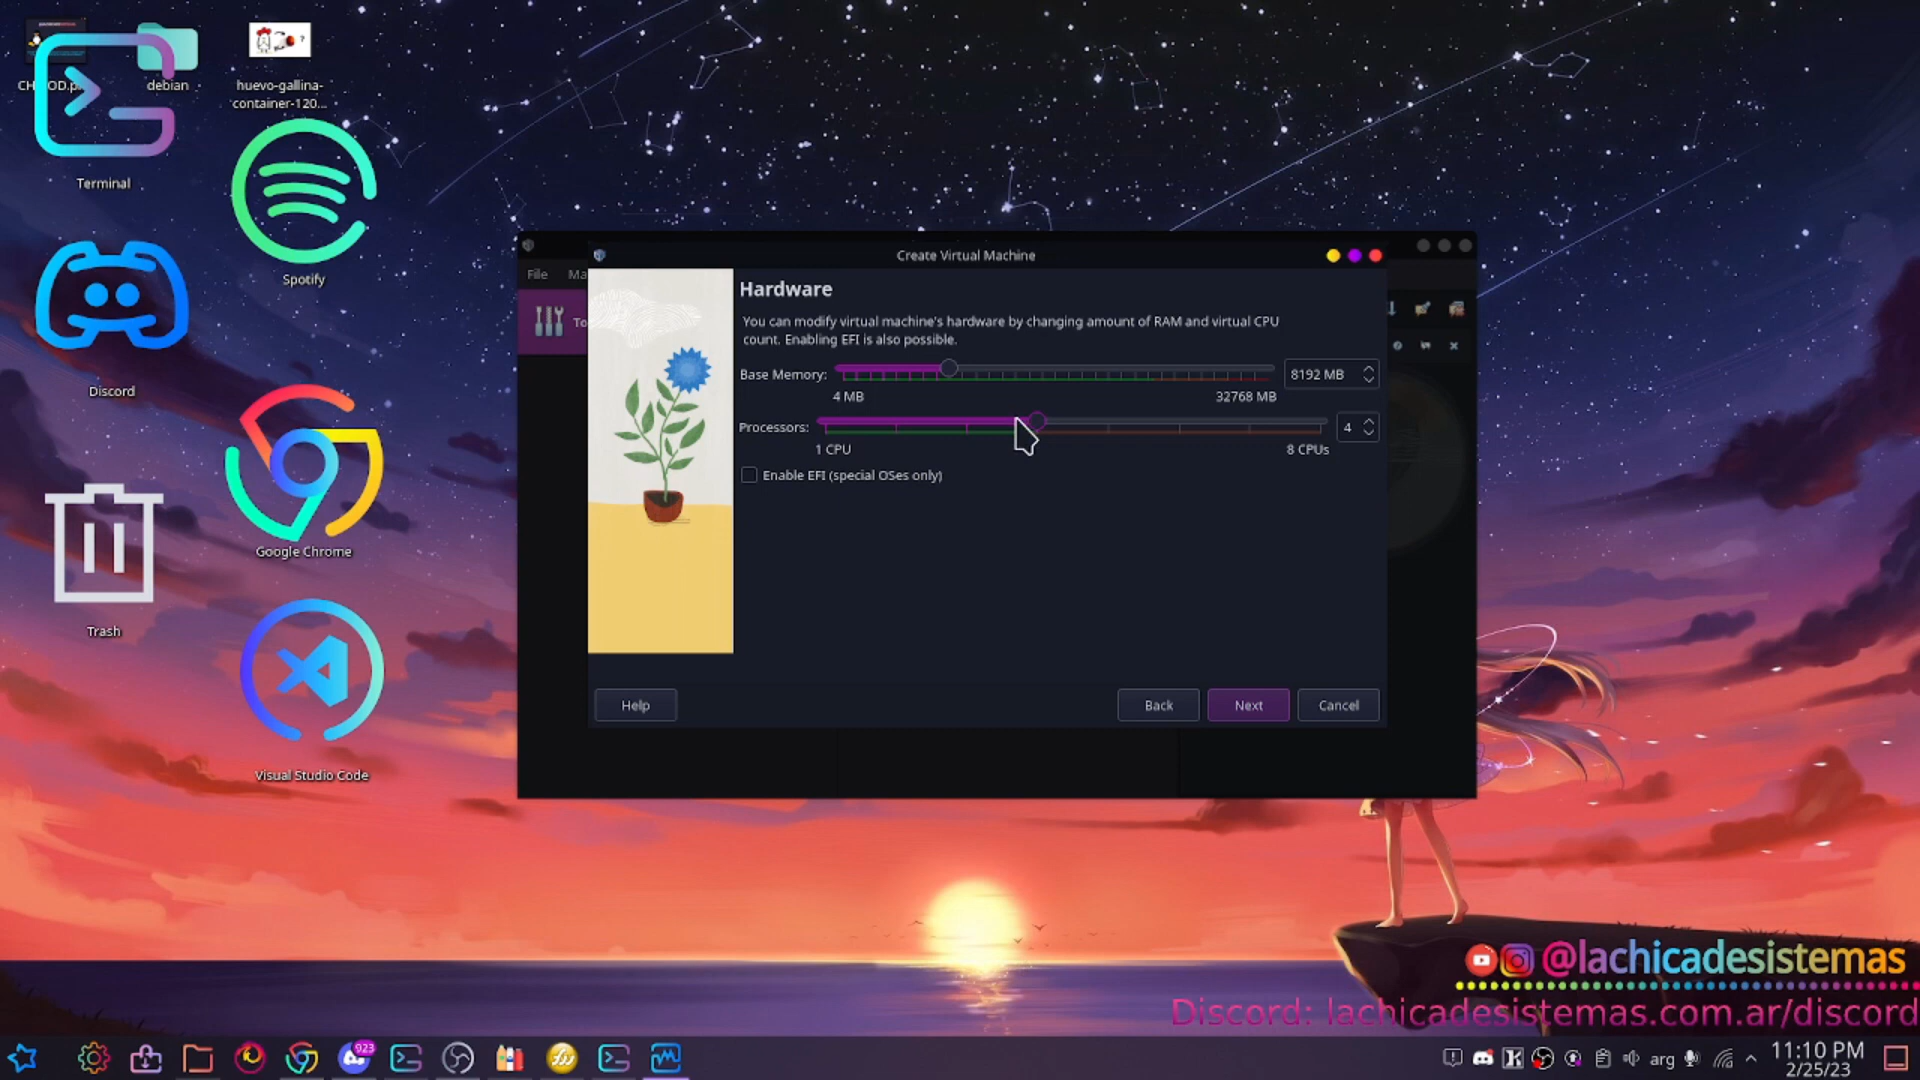 debian
huevo-gallina-
container-120...
Terminal
Spotify
Discord
Google Chrome
Trash
Visual Studio Code
Create Virtual Machine
File
Hardware
You can modify virtual machine's hardware by changing amount of RAM and virtual CPU
count. Enabling EFI is also possible.
Base Memory:
8192 MB
4 MB
32768 MB
Processors:
4
1 CPU
8 CPUs
Enable EFI (special OSes only)
Help
Back
Next
Cancel
@lachicadesistemas
Discord: lachicadesistemas.com.ar/discord
923
arg
11:10 PM
2/25/23